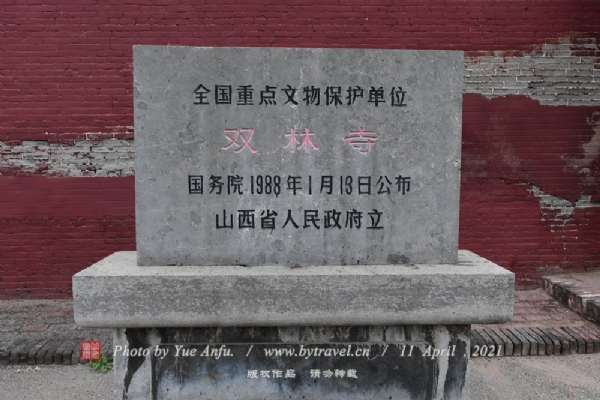 全国重点文物保护单位
双林寺
国务院1988年1月13日公布
山西省人民政府立
Photo by Yue Anfu. / www.bytravel.cn / 11 April , 2021
版权作品 请勿转载